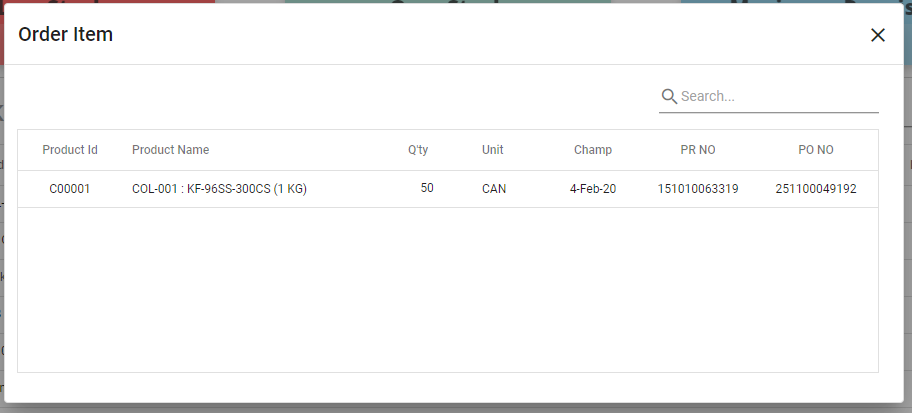 Order Item
Search...
Product Id Product Name Q'ty Unit Champ PR NO PO NO
C00001 COL-001 : KF-96SS-300CS (1 KG) 50 CAN 4-Feb-20 151010063319 251100049192